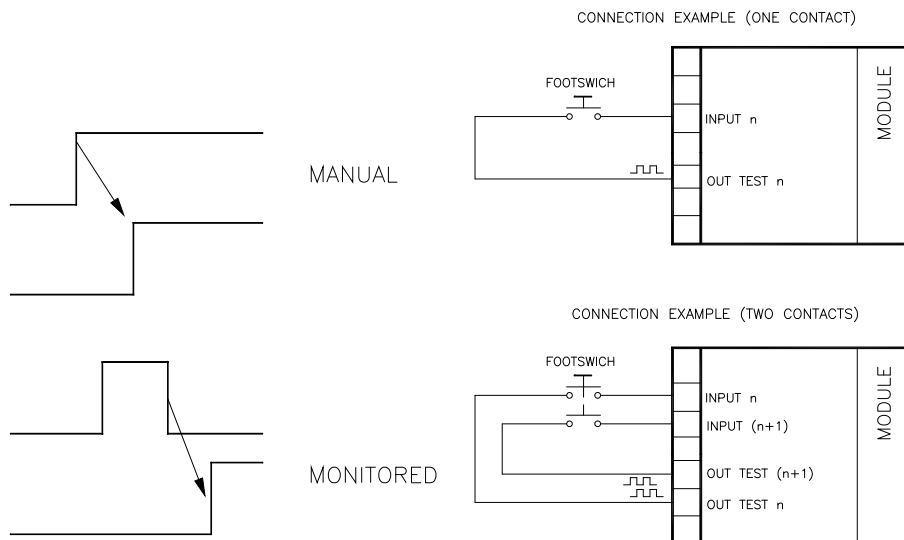 CONNECTION EXAMPLE (ONE CONTACT)
FOOTSWICH
INPUT n
OUT TEST n
MODULE
MANUAL
CONNECTION EXAMPLE (TWO CONTACTS)
FOOTSWICH
INPUT n
INPUT (n+1)
OUT TEST (n+1)
OUT TEST n
MODULE
MONITORED